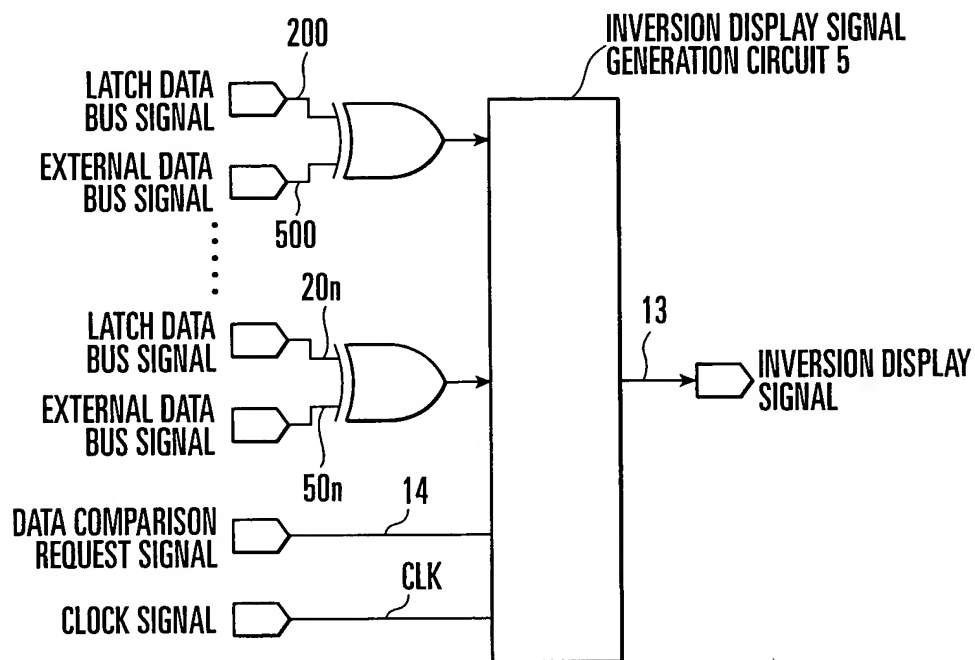 200
INVERSION DISPLAY SIGNAL
GENERATION CIRCUIT 5
LATCH DATA
BUS SIGNAL
EXTERNAL DATA
BUS SIGNAL
500
20n
LATCH DATA
BUS SIGNAL
13
INVERSION DISPLAY
SIGNAL
EXTERNAL DATA
BUS SIGNAL
50n
14
DATA COMPARISON
REQUEST SIGNAL
CLK
CLOCK SIGNAL